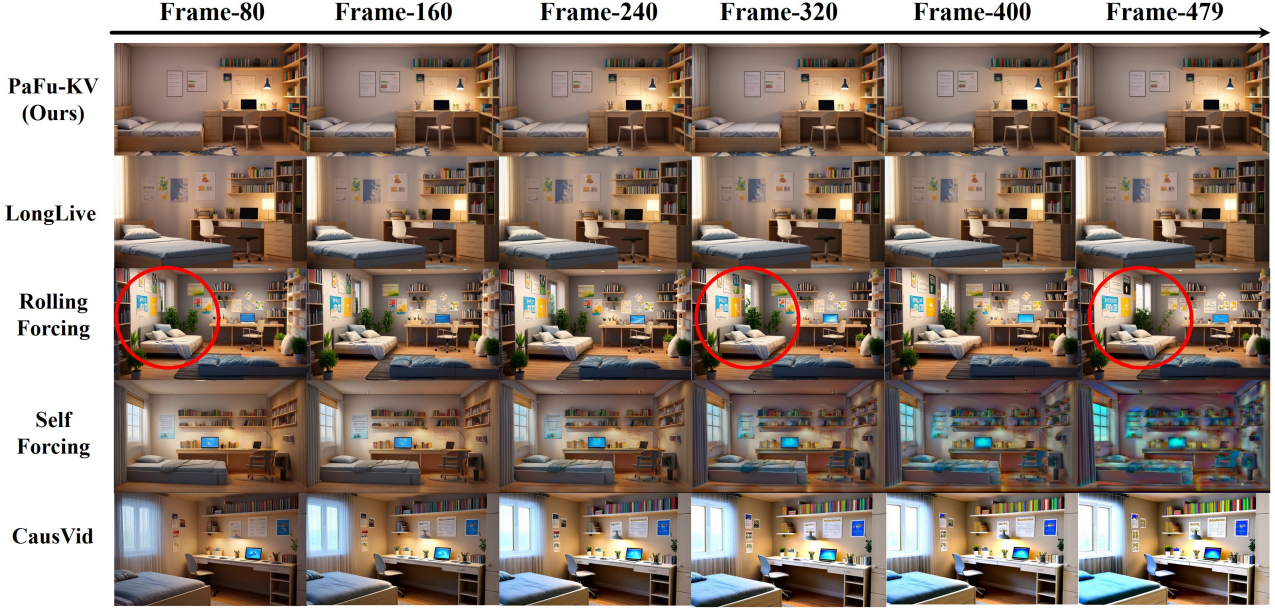 Frame-80 Frame-160 Frame-240 Frame-320 Frame-400 Frame-479
PaFu-KV
(Ours)
LongLive
Rolling
Forcing
Self
Forcing
CausVid